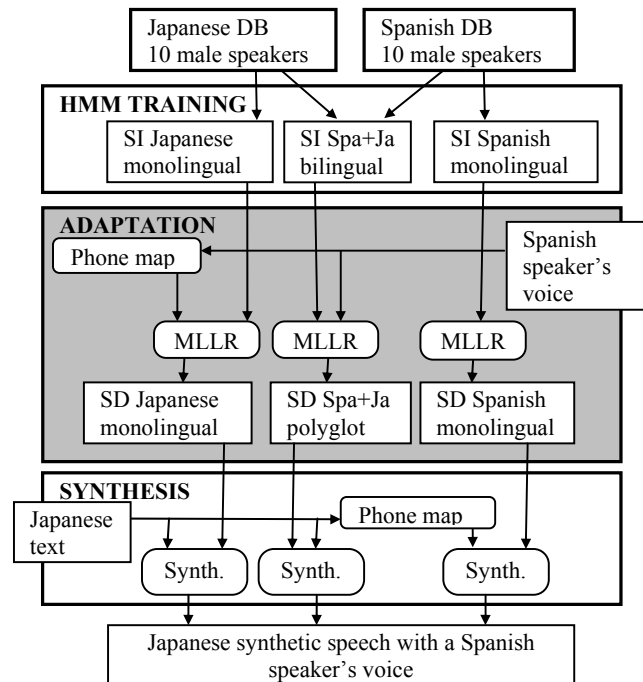 Japanese DB
10 male speakers
Spanish DB
10 male speakers
HMM TRAINING
SI Japanese
monolingual
SI Spa+Ja
bilingual
SI Spanish
monolingual
ADAPTATION
Phone map
Spanish
speaker's
voice
MLLR
MLLR
MLLR
SD Japanese
monolingual
SD Spa+Ja
polyglot
SD Spanish
monolingual
SYNTHESIS
Japanese
text
Phone map
Synth.
Synth.
Synth.
Japanese synthetic speech with a Spanish
speaker's voice